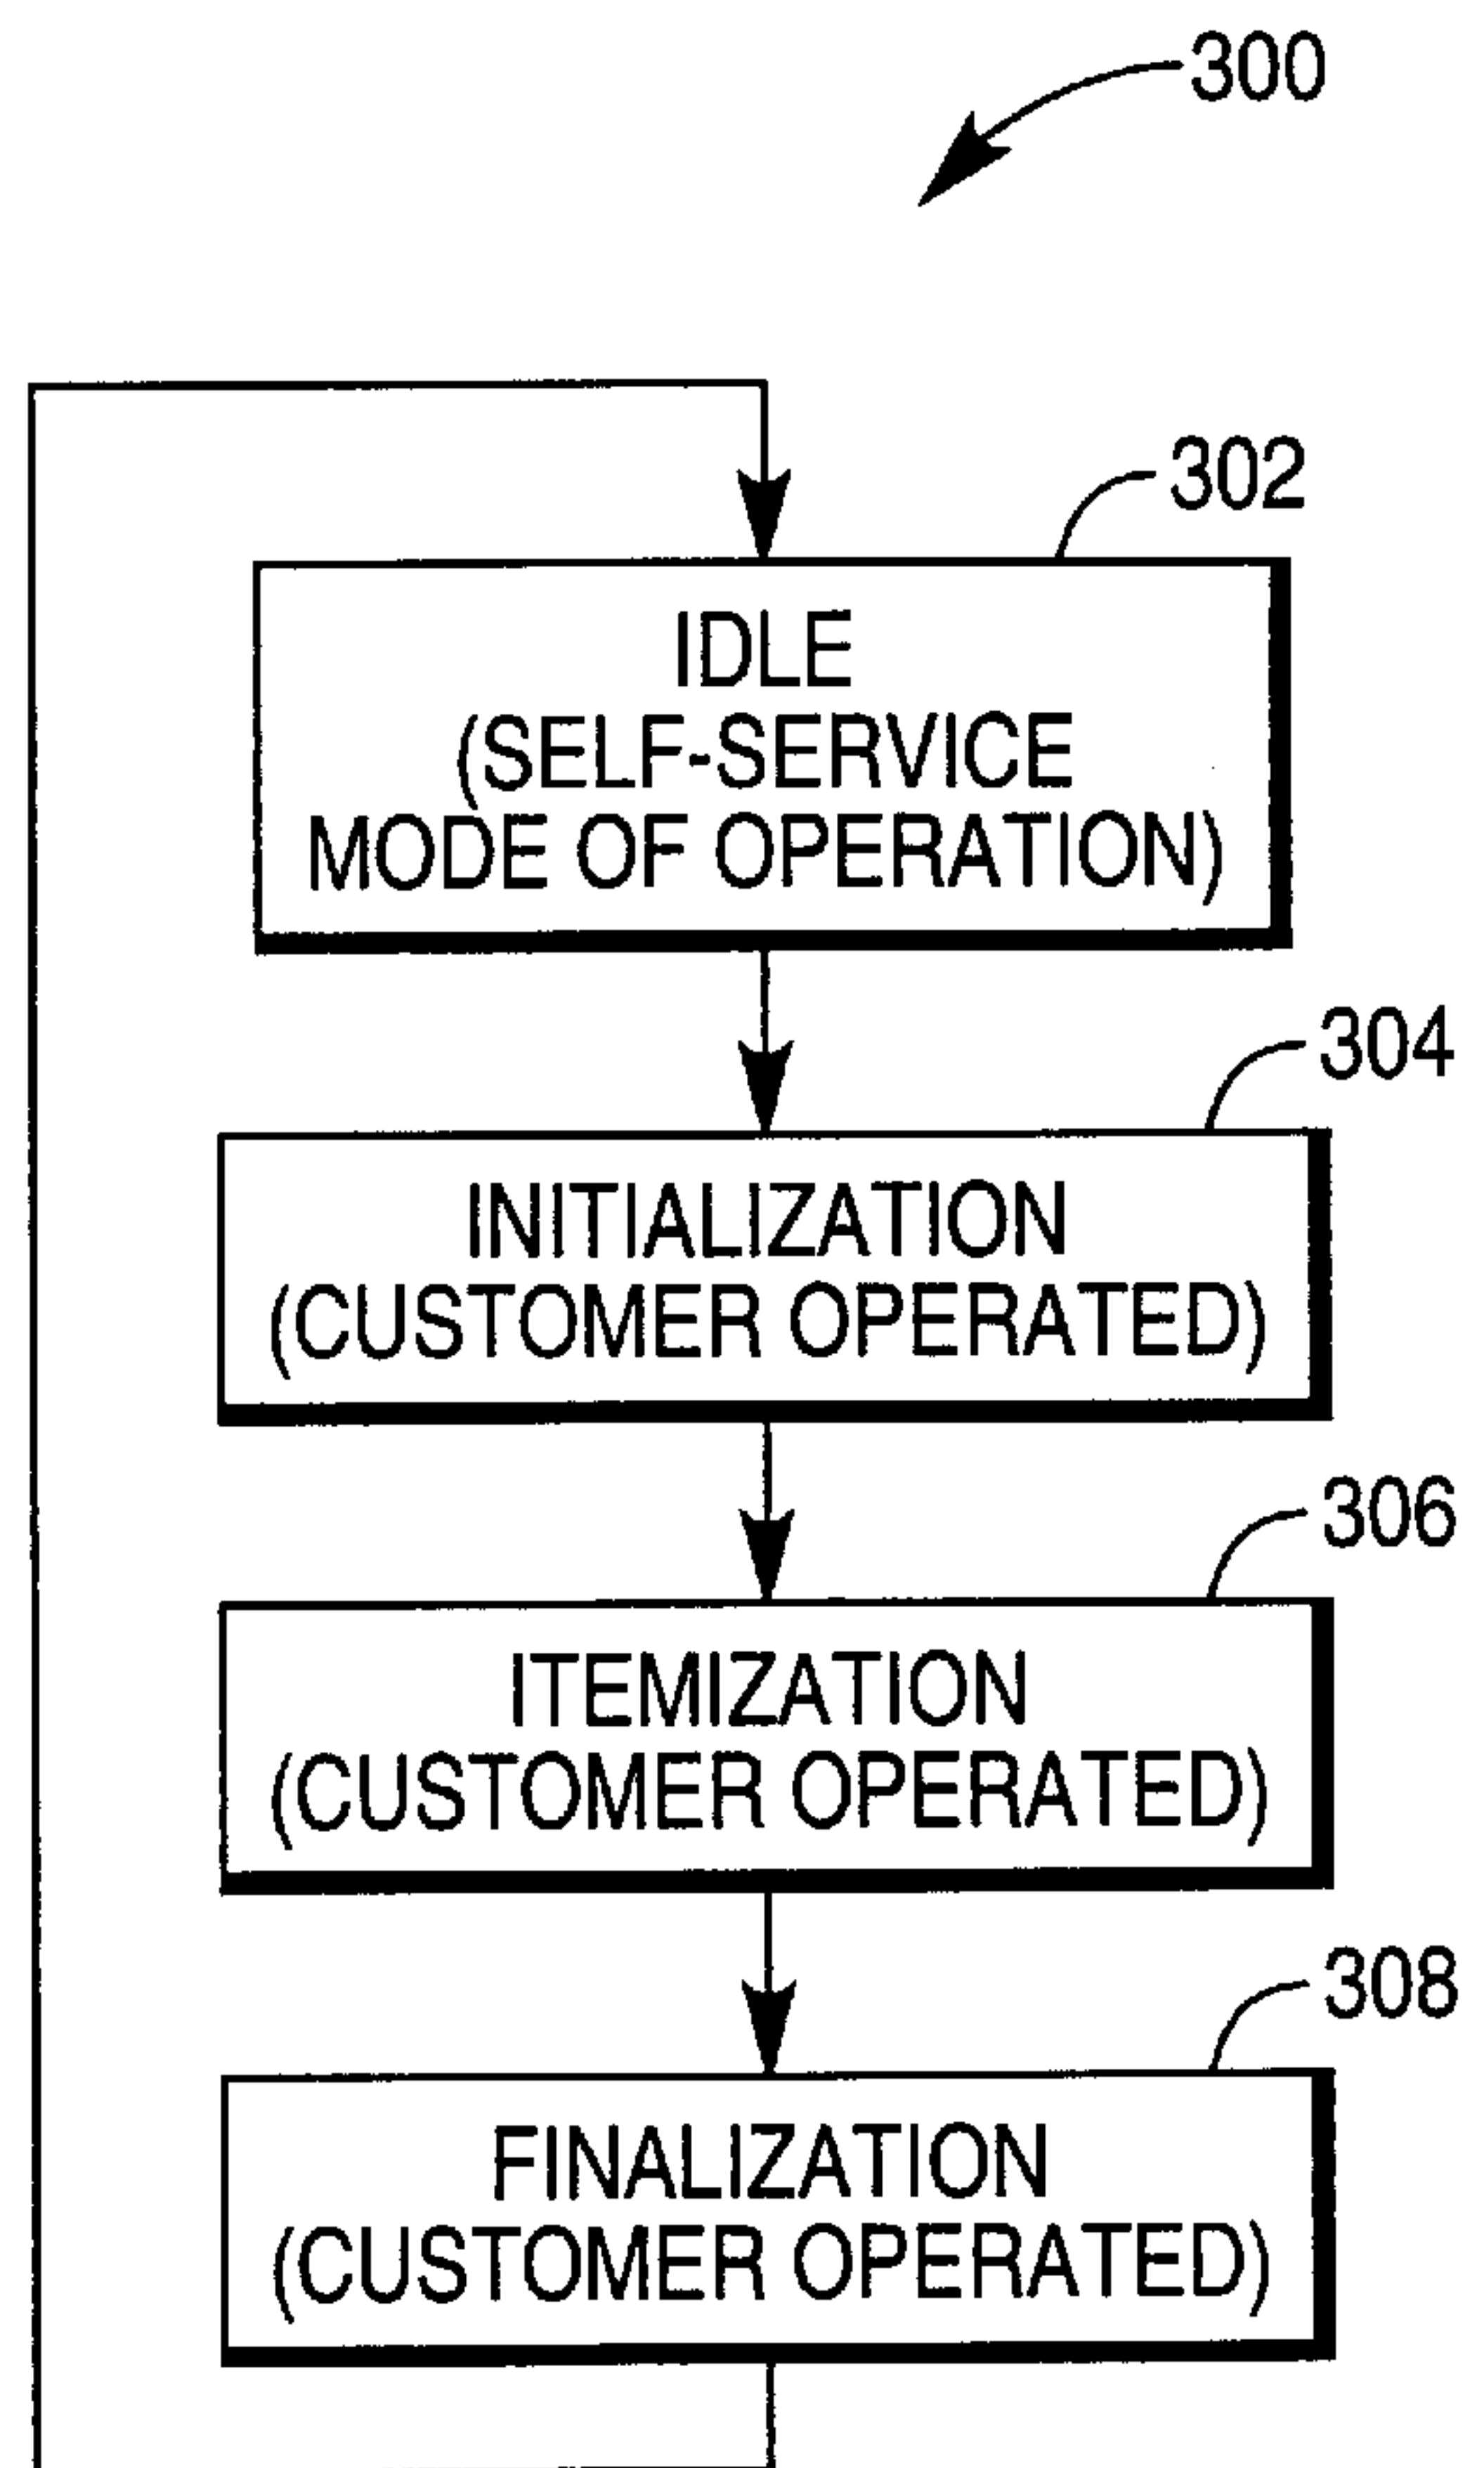 300
302
IDLE
(SELF-SERVICE
MODE OF OPERATION)
304
INITIALIZATION
(CUSTOMER OPERATED)
306
ITEMIZATION
(CUSTOMER OPERATED)
308
FINALIZATION
(CUSTOMER OPERATED)